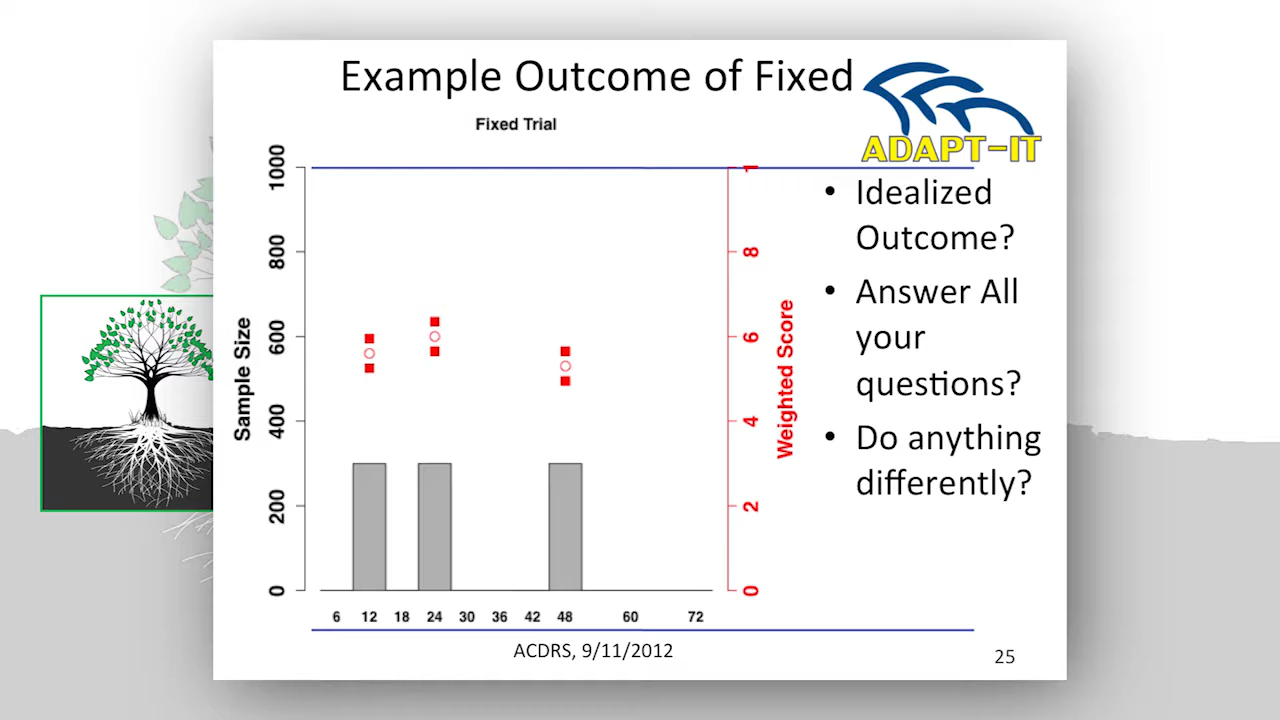 Example Outcome of Fixed
ADAPT-IT
Fixed Trial
Sample Size
1000
800
600
400
200
0
8
6
4
2
0
Weighted Score
6 12 18 24 30 36 42 48 60 72
• Idealized
Outcome?
• Answer All
your
questions?
• Do anything
differently?
ACDRS, 9/11/2012
25